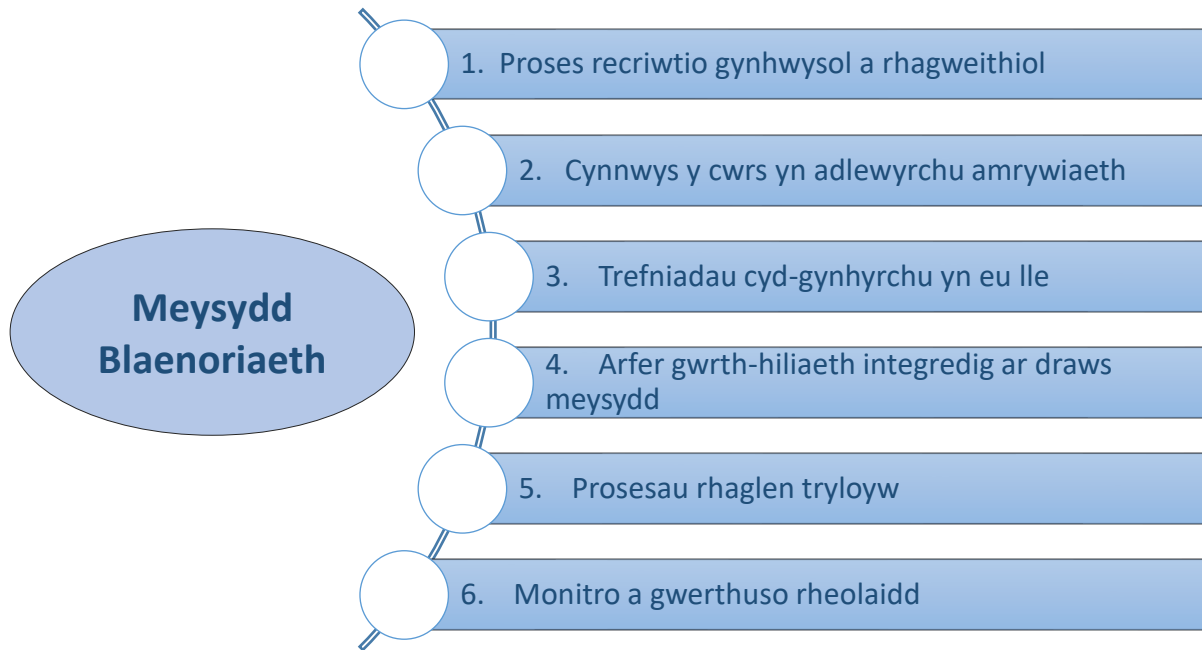 Meysydd
Blaenoriaeth
1. Proses recriwtio gynhwysol a rhagweithiol
2. Cynnwys y cwrs yn adlewyrchu amrywiaeth
3. Trefniadau cyd-gynhyrchu yn eu lle
4. Arfer gwrth-hiliaeth integredig ar draws
meysydd
5. Prosesau rhaglen tryloyw
6. Monitro a gwerthuso rheolaidd